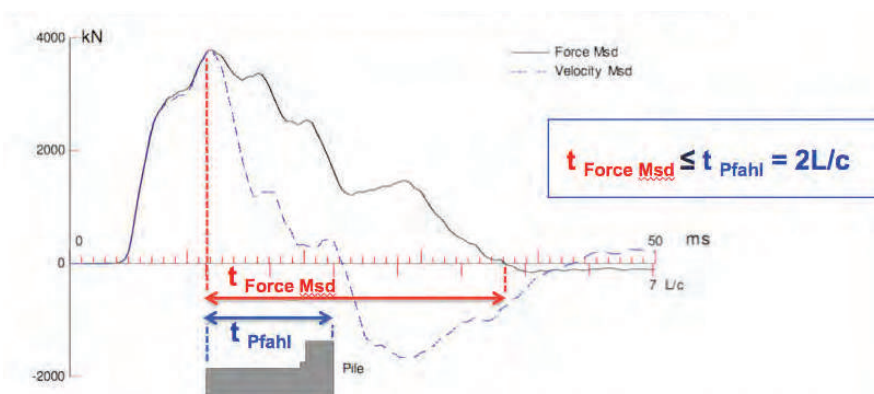 4000
kN
Force Msd
Velocity Msd
2000
t Force Msd ≤ t Pfahl = 2L/c
0
50
ms
0
7 L/c
t Force Msd
t Pfahl
Pile
-2000